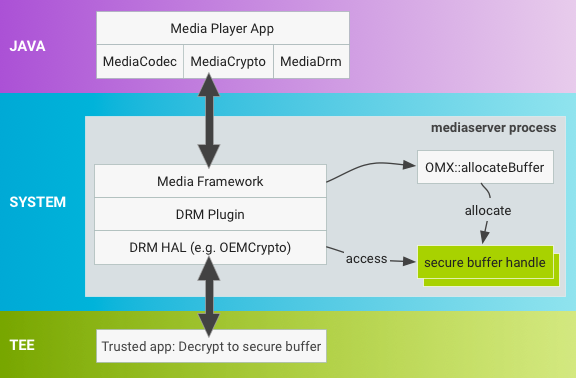 JAVA
Media Player App
MediaCodec
MediaCrypto
MediaDrm
SYSTEM
mediaserver process
Media Framework
DRM Plugin
DRM HAL (e.g. OEMCrypto)
OMX::allocateBuffer
allocate
access
secure buffer handle
TEE
Trusted app: Decrypt to secure buffer